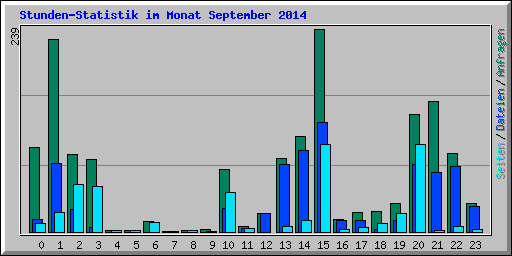 Stunden-Statistik im Monat September 2014
239
Seiten / Dateien / Anfragen
0 1 2 3 4 5 6 7 8 9 10 11 12 13 14 15 16 17 18 19 20 21 22 23